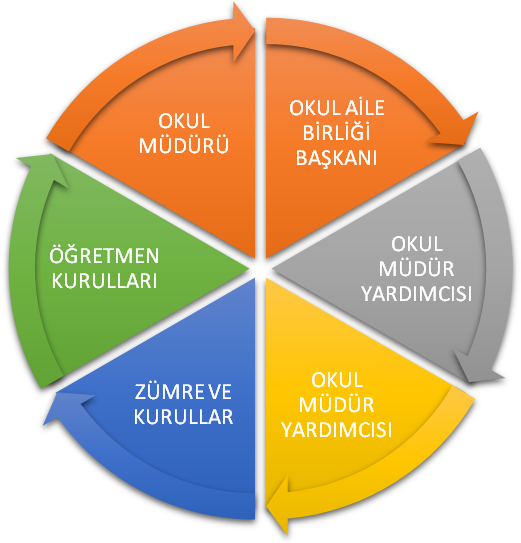 OKUL
MÜDÜRÜ
OKUL AİLE
BİRLİĞİ
BAŞKANI
OKUL
MÜDÜR
YARDIMCISI
OKUL
MÜDÜR
YARDIMCISI
ZÜMRE VE
KURULLAR
ÖĞRETMEN
KURULLARI